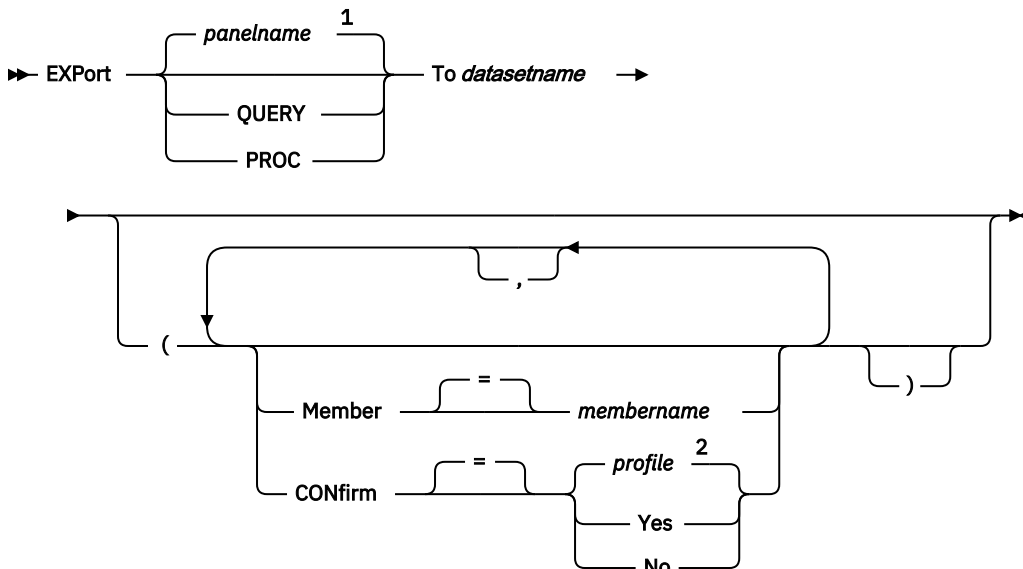 panelname 1
EXPort To datasetname
QUERY
PROC
,
(
)
=
Member membername
=
profile 2
CONfirm
Yes
No